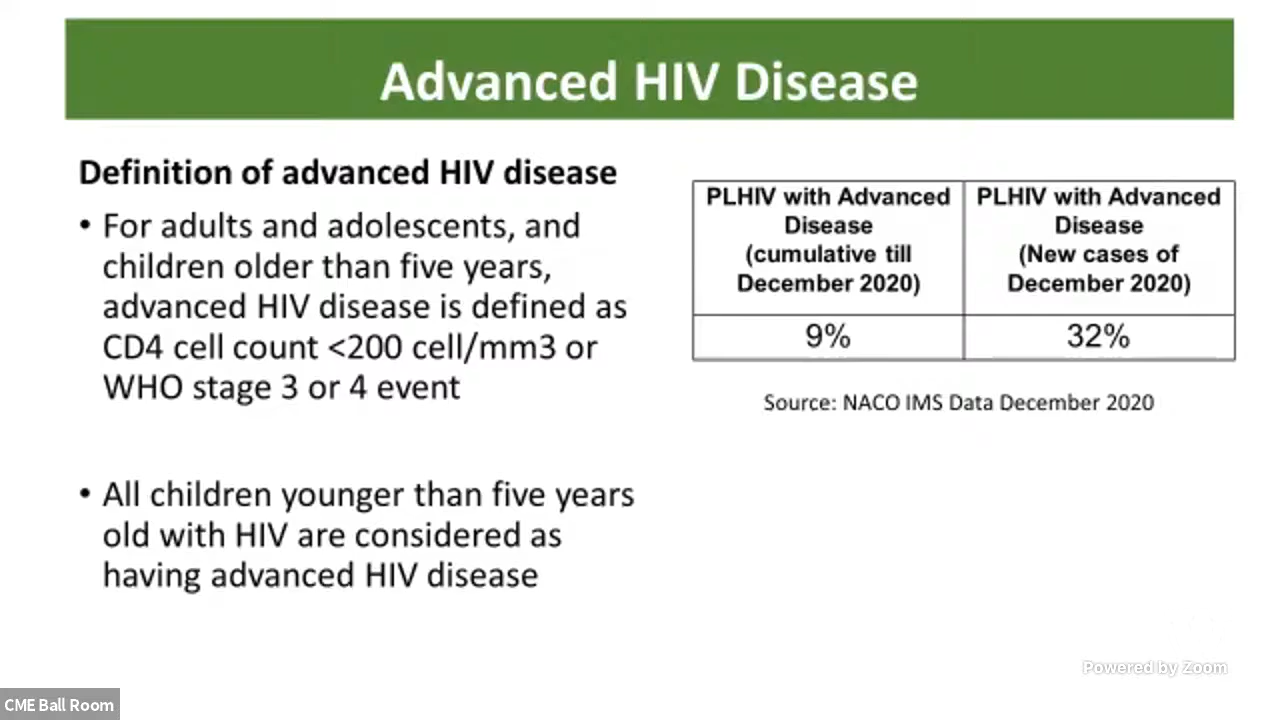 Advanced HIV Disease
Definition of advanced HIV disease
• For adults and adolescents, and
children older than five years,
advanced HIV disease is defined as
CD4 cell count <200 cell/mm3 or
WHO stage 3 or 4 event
• All children younger than five years
old with HIV are considered as
having advanced HIV disease
PLHIV with Advanced
Disease
(cumulative till
December 2020)
PLHIV with Advanced
Disease
(New cases of
December 2020)
9%
32%
Source: NACO IMS Data December 2020
Powered by Zoom
CME Ball Room